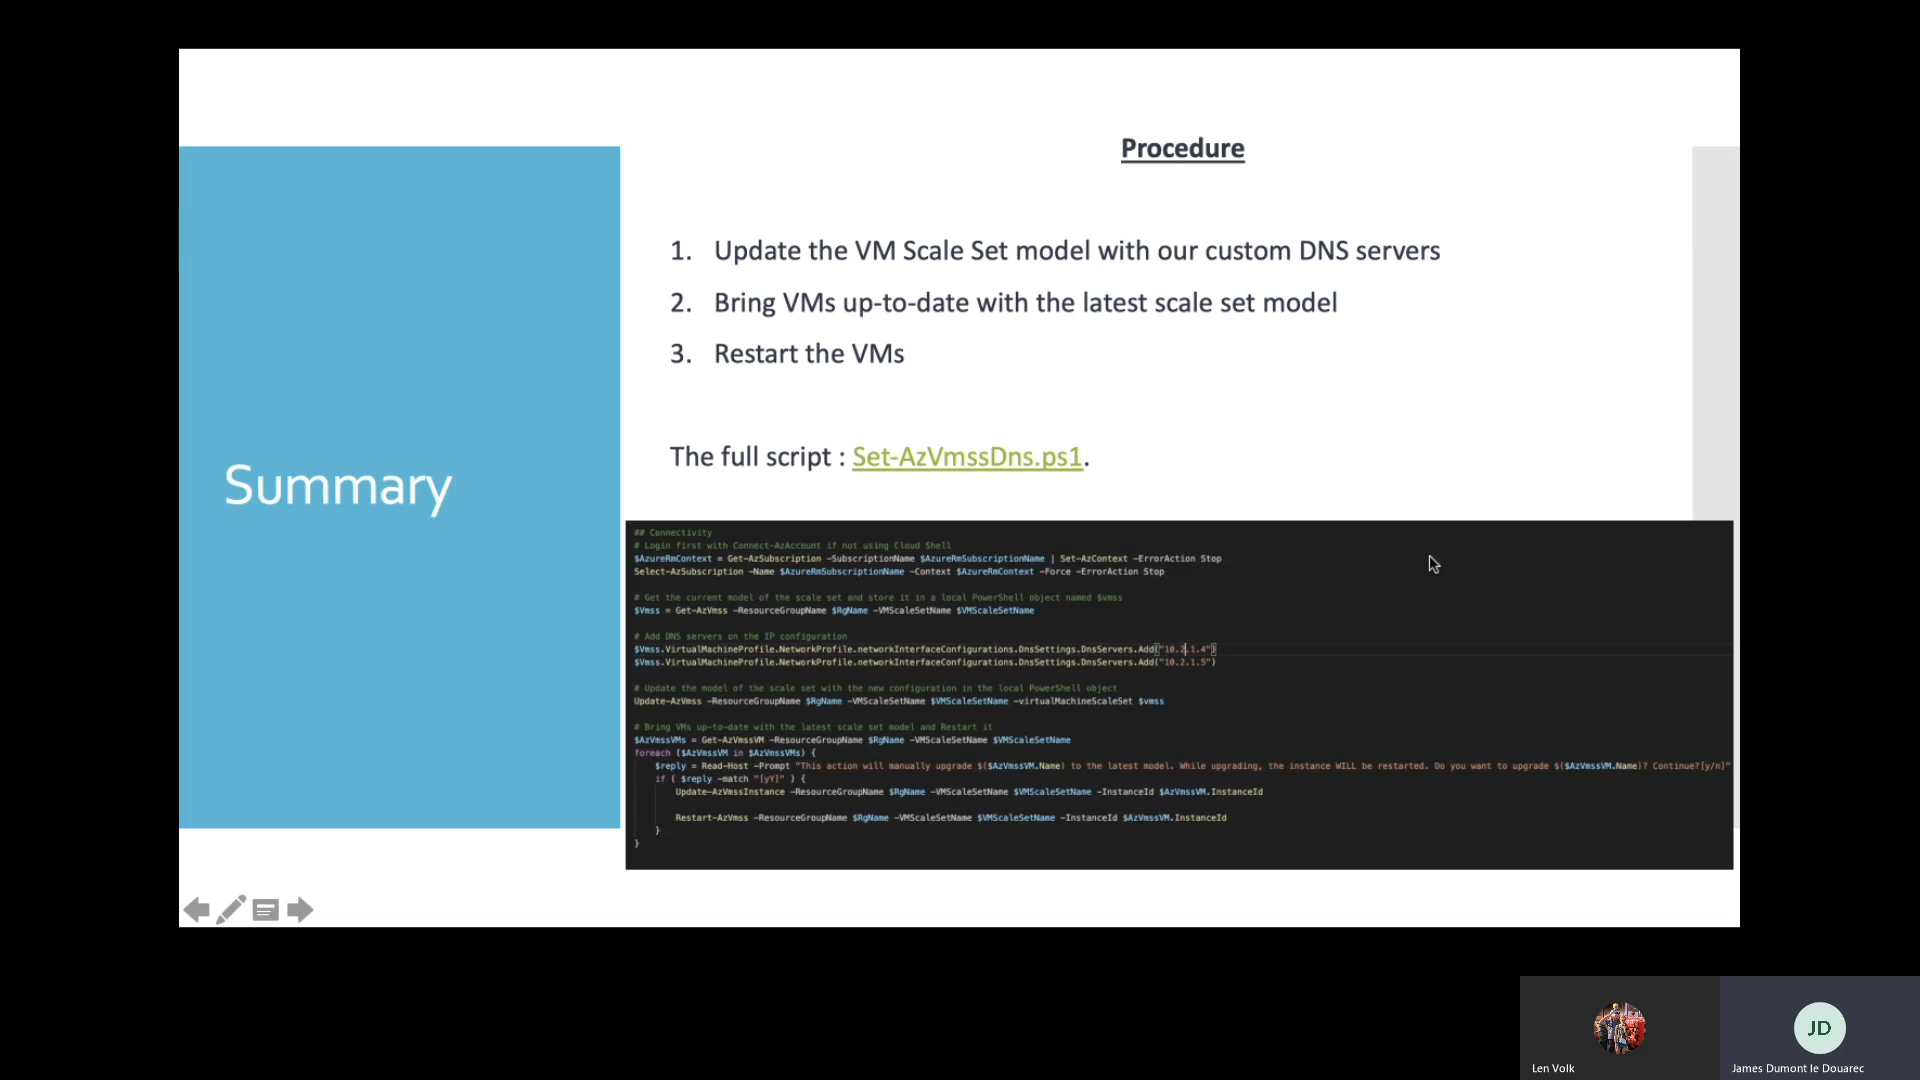 Procedure
1. Update the VM Scale Set model with our custom DNS servers
2. Bring VMs up-to-date with the latest scale set model
3. Restart the VMs
The full script : Set-AzVmssDns.ps1.
Summary
## Connectivity
# Login first with Connect-AzAccount if not using Cloud Shell
$AzureRmContext = Get-AzSubscription -SubscriptionName $AzureRmSubscriptionName | Set-AzContext -ErrorAction Stop
Select-AzSubscription -Name $AzureRmSubscriptionName -Context $AzureRmContext -Force -ErrorAction Stop
# Get the current model of the scale set and store it in a local PowerShell object named $vmss
$Vmss = Get-AzVmss -ResourceGroupName $RgName -VMScaleSetName $VMScaleSetName
# Add DNS servers on the IP configuration
$Vmss.VirtualMachineProfile.NetworkProfile.networkInterfaceConfigurations.DnsSettings.DnsServers.Add("10.2.1.4")
$Vmss.VirtualMachineProfile.NetworkProfile.networkInterfaceConfigurations.DnsSettings.DnsServers.Add("10.2.1.5")
# Update the model of the scale set with the new configuration in the local PowerShell object
Update-AzVmss -ResourceGroupName $RgName -VMScaleSetName $VMScaleSetName -virtualMachineScaleSet $vmss
# Bring VMs up-to-date with the latest scale set model and Restart it
$AzVmssVMs = Get-AzVmssVM -ResourceGroupName $RgName -VMScaleSetName $VMScaleSetName
foreach ($AzVmssVM in $AzVmssVMs) {
$reply = Read-Host -Prompt "This action will manually upgrade $($AzVmssVM.Name) to the latest model. While upgrading, the instance WILL be restarted. Do you want to upgrade $($AzVmssVM.Name)? Continue?[y/n]"
if ( $reply -match "[yY]" ) {
Update-AzVmssInstance -ResourceGroupName $RgName -VMScaleSetName $VMScaleSetName -InstanceId $AzVmssVM.InstanceId
Restart-AzVmss -ResourceGroupName $RgName -VMScaleSetName $VMScaleSetName -InstanceId $AzVmssVM.InstanceId
}
}
JD
Len Volk
James Dumont le Douarec